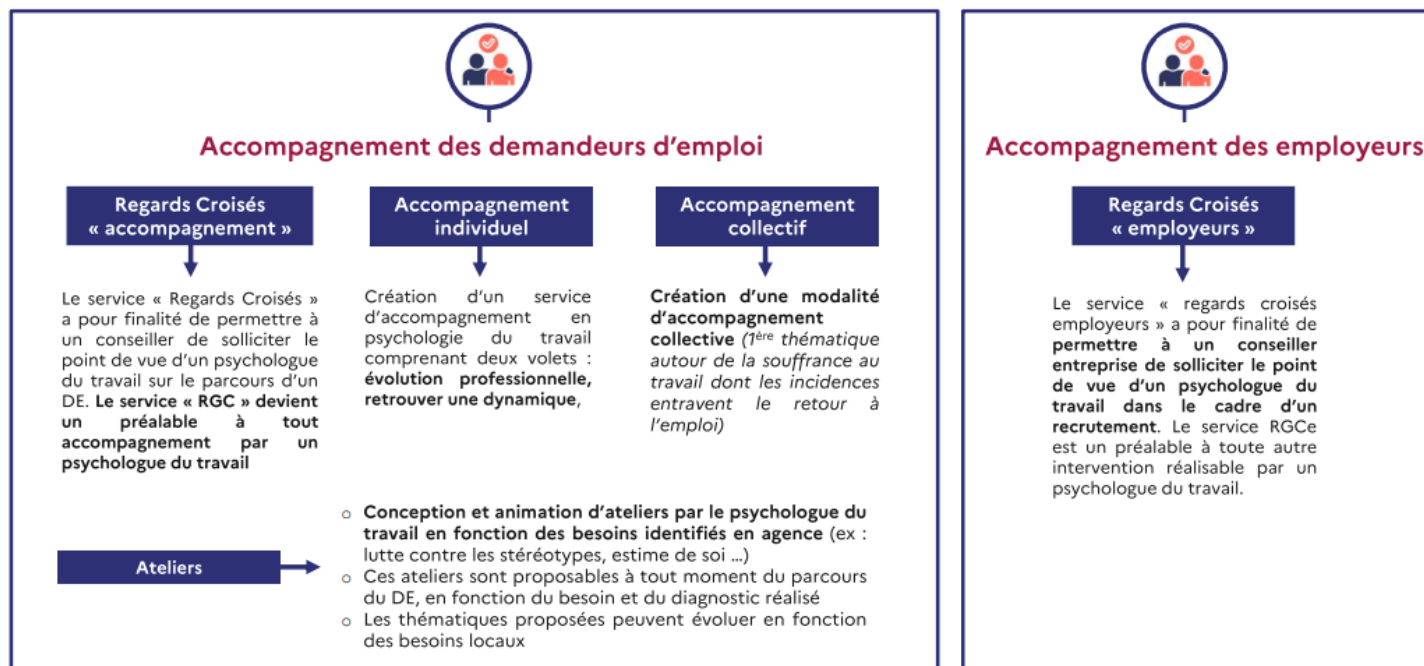 Accompagnement des demandeurs d'emploi
Regards Croisés
« accompagnement »
Le service « Regards Croisés »
a pour finalité de permettre à
un conseiller de solliciter le
point de vue d'un psychologue
du travail sur le parcours d'un
DE. Le service « RGC » devient
un préalable à tout
accompagnement par un
psychologue du travail
Accompagnement
individuel
Création d'un service
d'accompagnement en
psychologie du travail
comprenant deux volets :
évolution professionnelle,
retrouver une dynamique,
Accompagnement
collectif
Création d'une modalité
d'accompagnement
collective (1ère thématique
autour de la souffrance au
travail dont les incidences
entravent le retour à
l'emploi)
Ateliers
o Conception et animation d'ateliers par le psychologue du
travail en fonction des besoins identifiés en agence (ex :
lutte contre les stéréotypes, estime de soi …)
o Ces ateliers sont proposables à tout moment du parcours
du DE, en fonction du besoin et du diagnostic réalisé
o Les thématiques proposées peuvent évoluer en fonction
des besoins locaux
Accompagnement des employeurs
Regards Croisés
« employeurs »
Le service « regards croisés
employeurs » a pour finalité de
permettre à un conseiller
entreprise de solliciter le point
de vue d'un psychologue du
travail dans le cadre d'un
recrutement. Le service RGCe
est un préalable à toute autre
intervention réalisable par un
psychologue du travail.